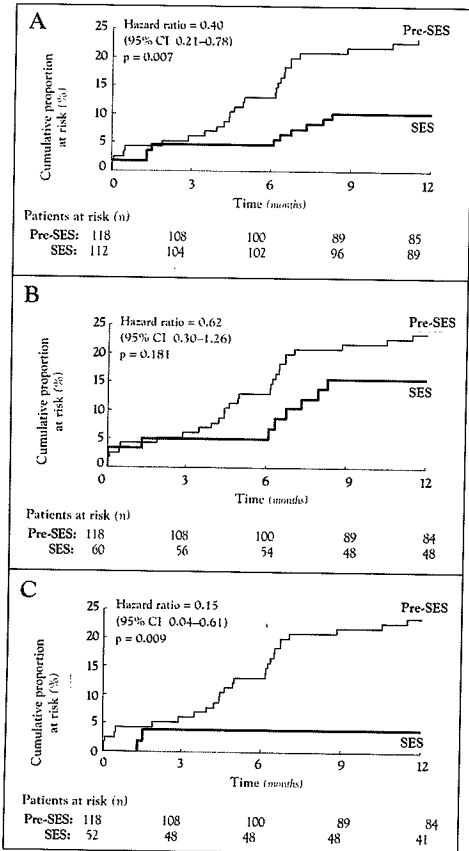 A
Hazard ratio = 0.40
(95% CI 0.21–0.78)
p = 0.007
Pre-SES
SES
Cumulative proportion
at risk (%)
25
20
15
10
5
0
0 3 6 9 12
Time (months)
Patients at risk (n)
Pre-SES: 118 108 100 89 85
SES: 112 104 102 96 89
B
Hazard ratio = 0.62
(95% CI 0.30–1.26)
p = 0.181
Pre-SES
SES
Cumulative proportion
at risk (%)
25
20
15
10
5
0
0 3 6 9 12
Time (months)
Patients at risk (n)
Pre-SES: 118 108 100 89 84
SES: 60 56 54 48 48
C
Hazard ratio = 0.15
(95% CI 0.04–0.61)
p = 0.009
Pre-SES
SES
Cumulative proportion
at risk (%)
25
20
15
10
5
0
0 3 6 9 12
Time (months)
Patients at risk (n)
Pre-SES: 118 108 100 89 84
SES: 52 48 48 48 41